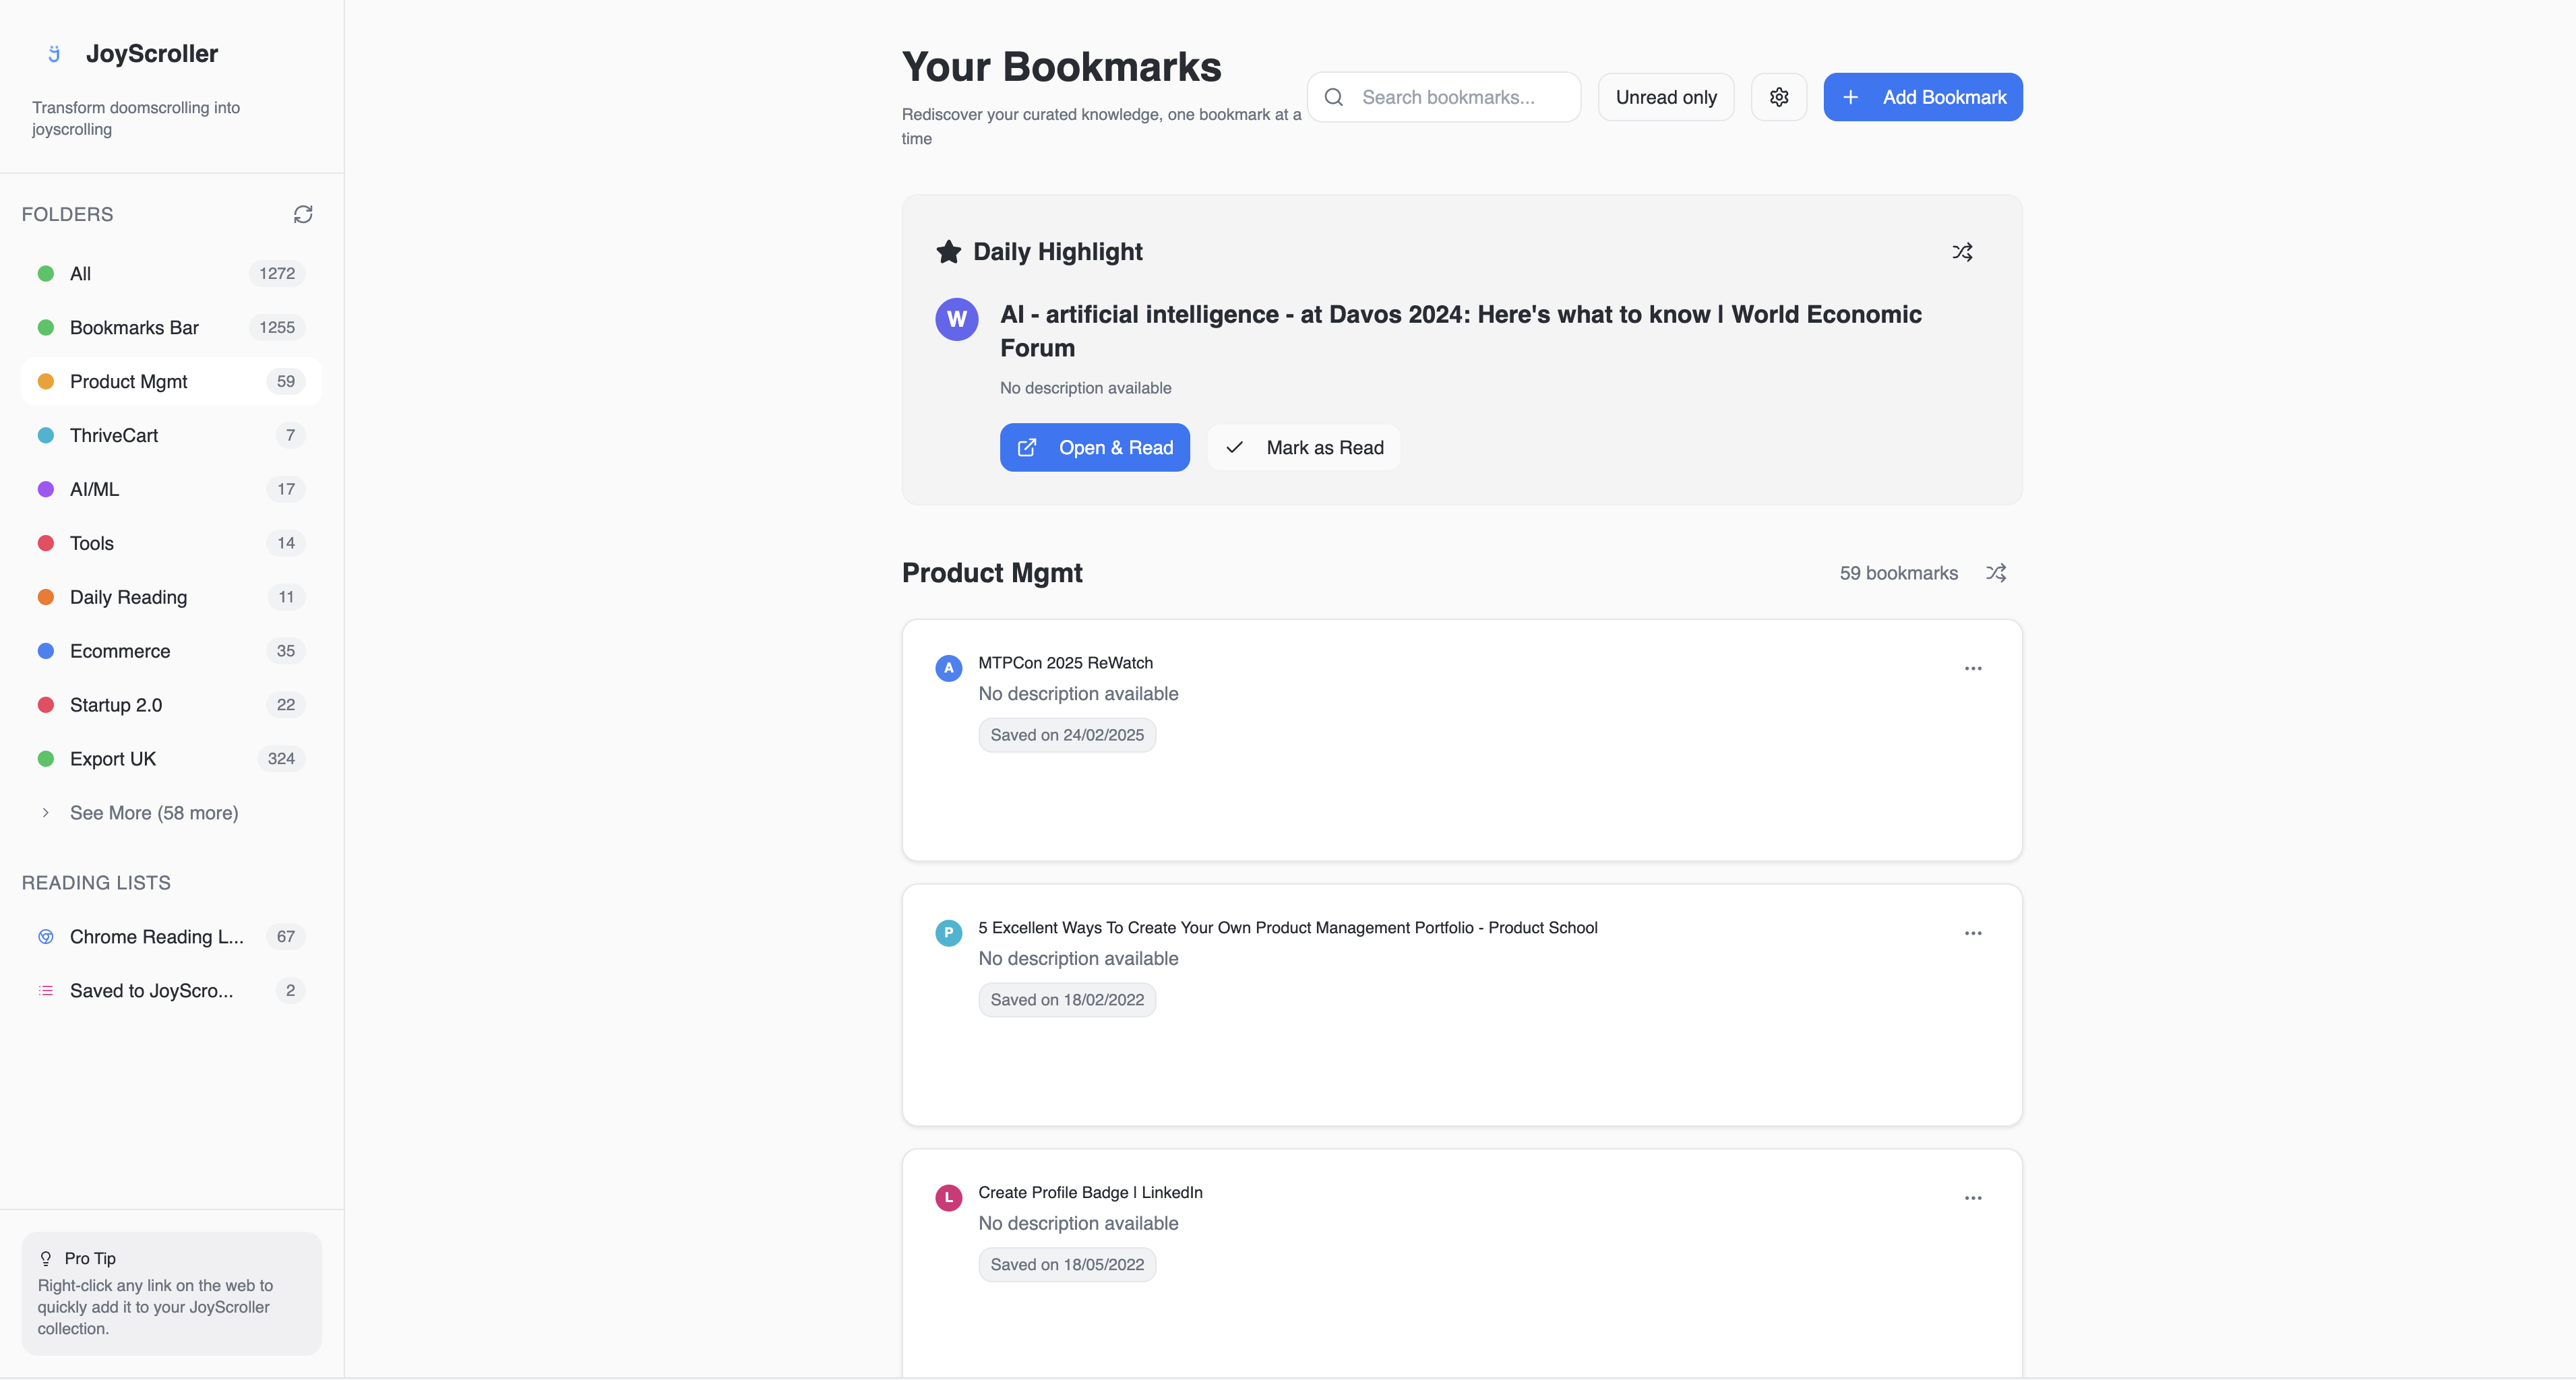 JoyScroller
Transform doomscrolling into
joyscrolling
FOLDERS
All 1272
Bookmarks Bar 1255
Product Mgmt 59
ThriveCart 7
AI/ML 17
Tools 14
Daily Reading 11
Ecommerce 35
Startup 2.0 22
Export UK 324
See More (58 more)
READING LISTS
Chrome Reading L... 67
Saved to JoyScro... 2
Pro Tip
Right-click any link on the web to
quickly add it to your JoyScroller
collection.
Your Bookmarks
Rediscover your curated knowledge, one bookmark at a
time
Search bookmarks...
Unread only
Add Bookmark
Daily Highlight
W
AI - artificial intelligence - at Davos 2024: Here's what to know | World Economic
Forum
No description available
Open & Read
Mark as Read
Product Mgmt
59 bookmarks
A
MTPCon 2025 ReWatch
No description available
Saved on 24/02/2025
P
5 Excellent Ways To Create Your Own Product Management Portfolio - Product School
No description available
Saved on 18/02/2022
L
Create Profile Badge | LinkedIn
No description available
Saved on 18/05/2022